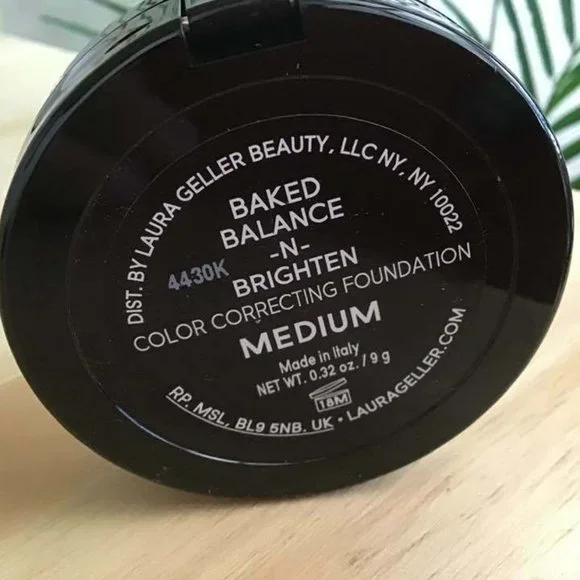 DIST. BY LAURA GELLER BEAUTY, LLC NY, NY 10022
BAKED
BALANCE
-N-
BRIGHTEN
4430K
COLOR CORRECTING FOUNDATION
MEDIUM
Made in Italy
NET WT. 0.32 oz. / 9 g
18M
RP. MSL, BL9 5NB. UK • LAURAGELLER.COM